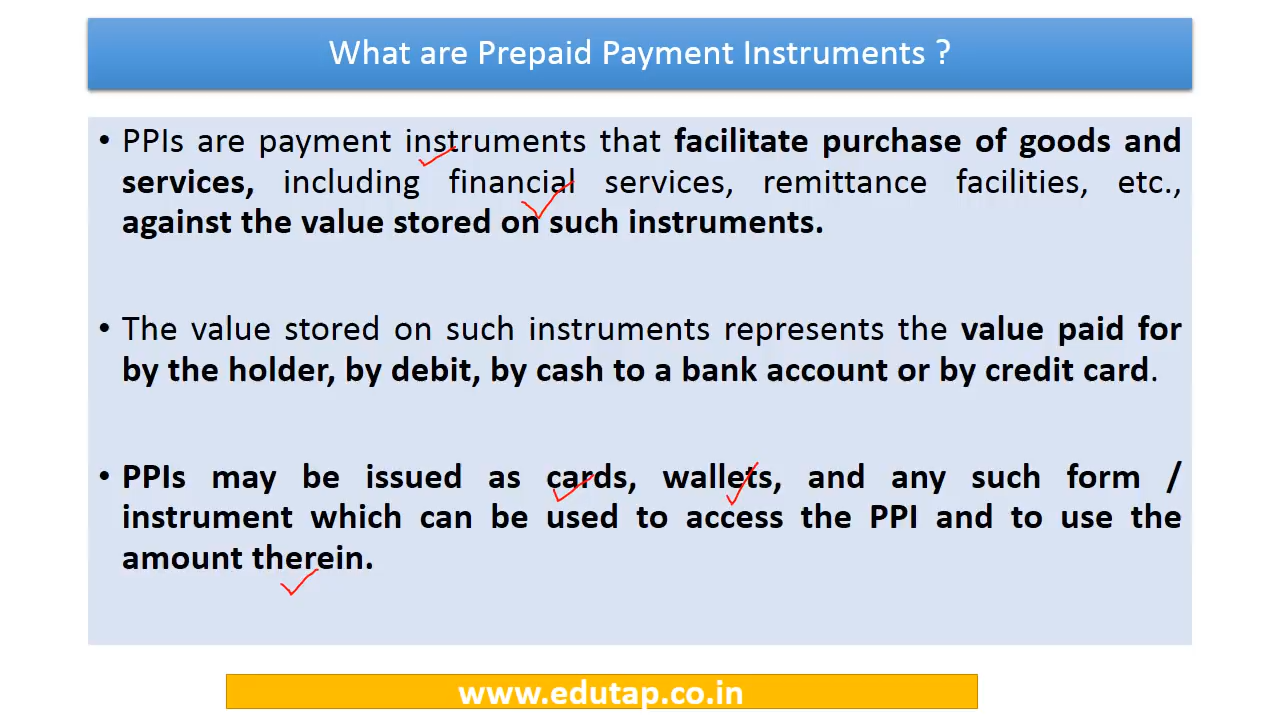 What are Prepaid Payment Instruments ?
• PPIs are payment instruments that facilitate purchase of goods and
services, including financial services, remittance facilities, etc.,
against the value stored on such instruments.
• The value stored on such instruments represents the value paid for
by the holder, by debit, by cash to a bank account or by credit card.
• PPIs may be issued as cards, wallets, and any such form /
instrument which can be used to access the PPI and to use the
amount therein.
www.edutap.co.in